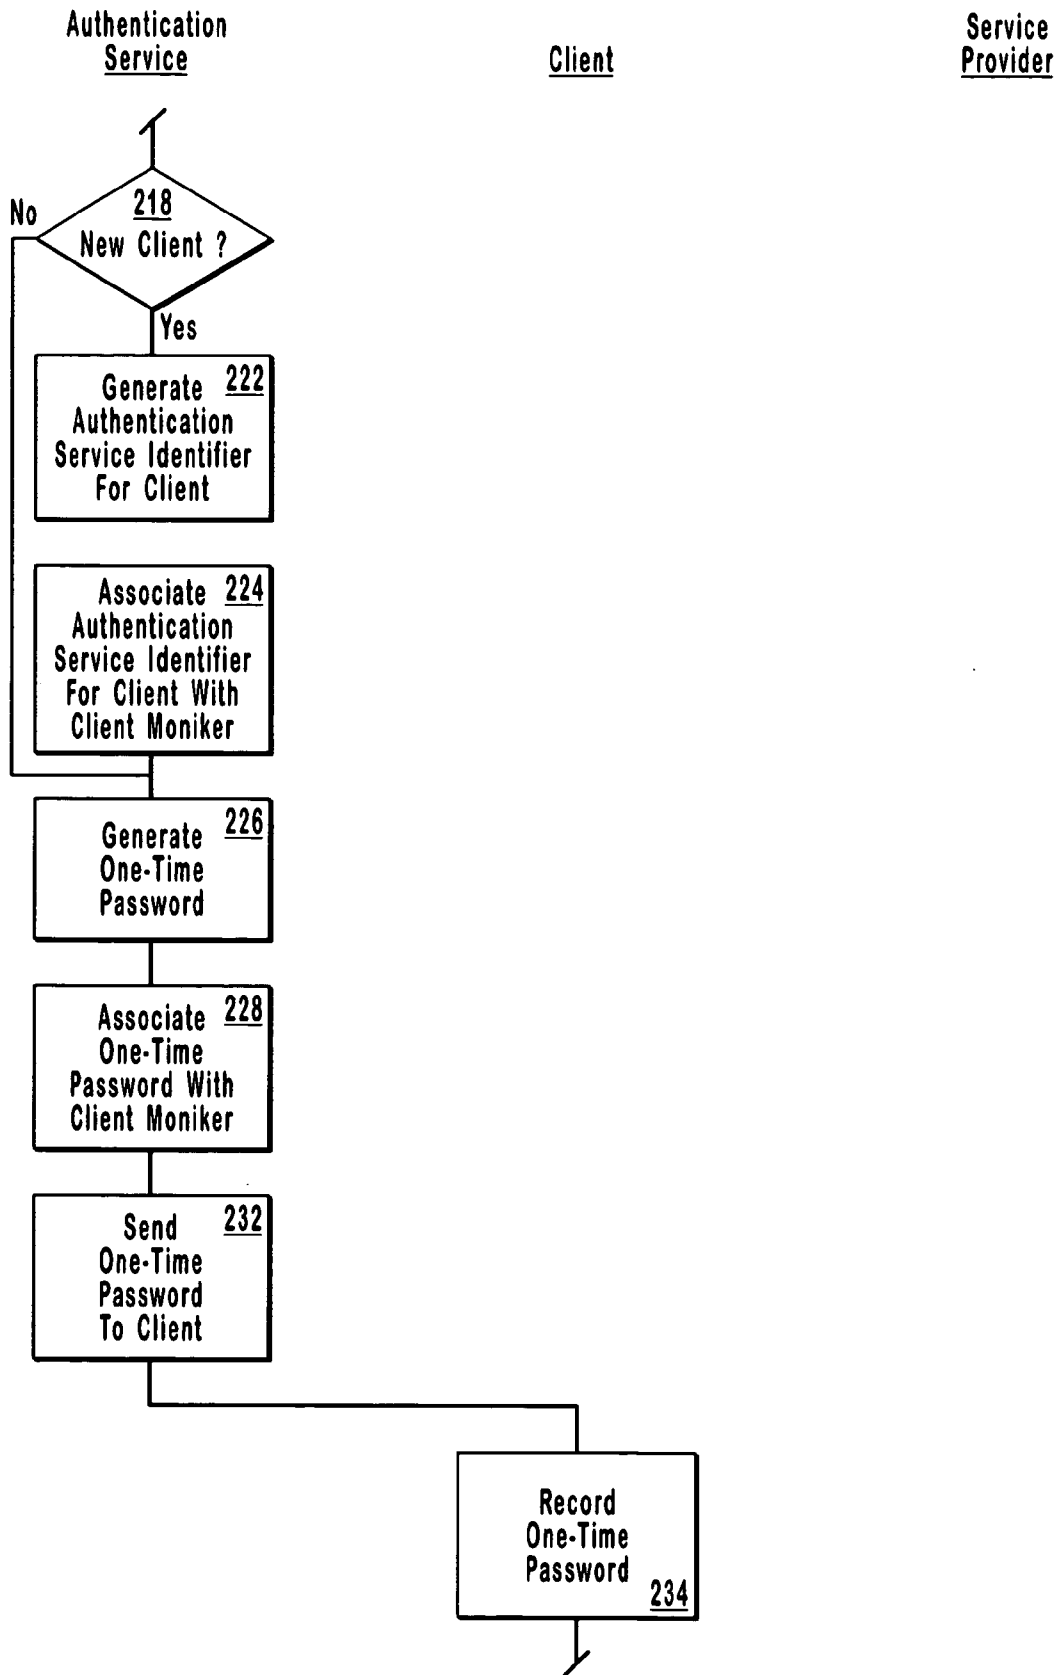 Authentication
Service
Client
Service
Provider
218
New Client ?
No
Yes
222
Generate
Authentication
Service Identifier
For Client
224
Associate
Authentication
Service Identifier
For Client With
Client Moniker
226
Generate
One-Time
Password
228
Associate
One-Time
Password With
Client Moniker
232
Send
One-Time
Password
To Client
Record
One-Time
Password
234